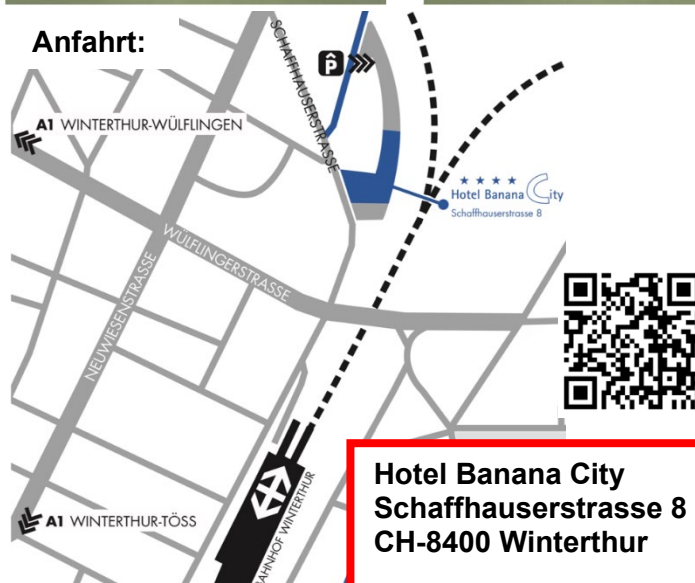 Anfahrt:
SCHAFFHAUSERSTRASSE
P
A1 WINTERTHUR-WÜLFLINGEN
★ ★ ★ ★
Hotel Banana City
Schaffhauserstrasse 8
WÜLFLINGERSTRASSE
NEUWIESENSTRASSE
A1 WINTERTHUR-TÖSS
BAHNHOF WINTERTHUR
Hotel Banana City
Schaffhauserstrasse 8
CH-8400 Winterthur